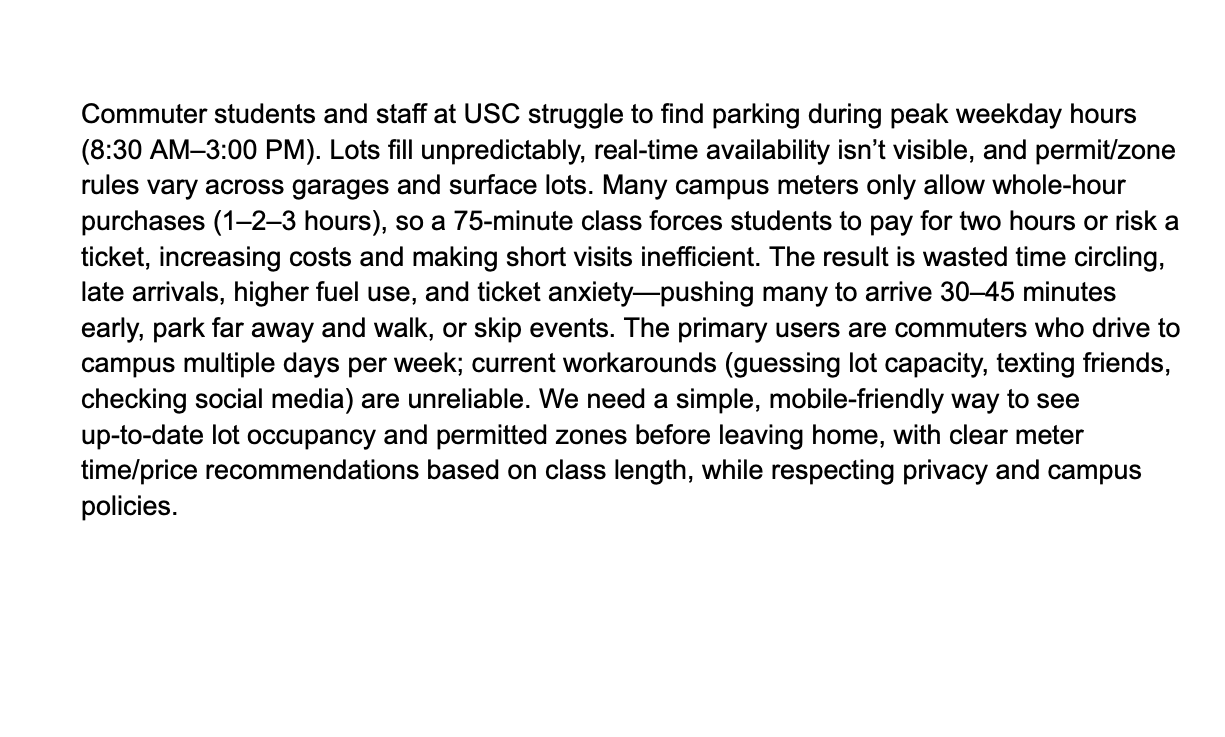 Commuter students and staff at USC struggle to find parking during peak weekday hours
(8:30 AM–3:00 PM). Lots fill unpredictably, real-time availability isn’t visible, and permit/zone
rules vary across garages and surface lots. Many campus meters only allow whole-hour
purchases (1–2–3 hours), so a 75-minute class forces students to pay for two hours or risk a
ticket, increasing costs and making short visits inefficient. The result is wasted time circling,
late arrivals, higher fuel use, and ticket anxiety—pushing many to arrive 30–45 minutes
early, park far away and walk, or skip events. The primary users are commuters who drive to
campus multiple days per week; current workarounds (guessing lot capacity, texting friends,
checking social media) are unreliable. We need a simple, mobile-friendly way to see
up-to-date lot occupancy and permitted zones before leaving home, with clear meter
time/price recommendations based on class length, while respecting privacy and campus
policies.